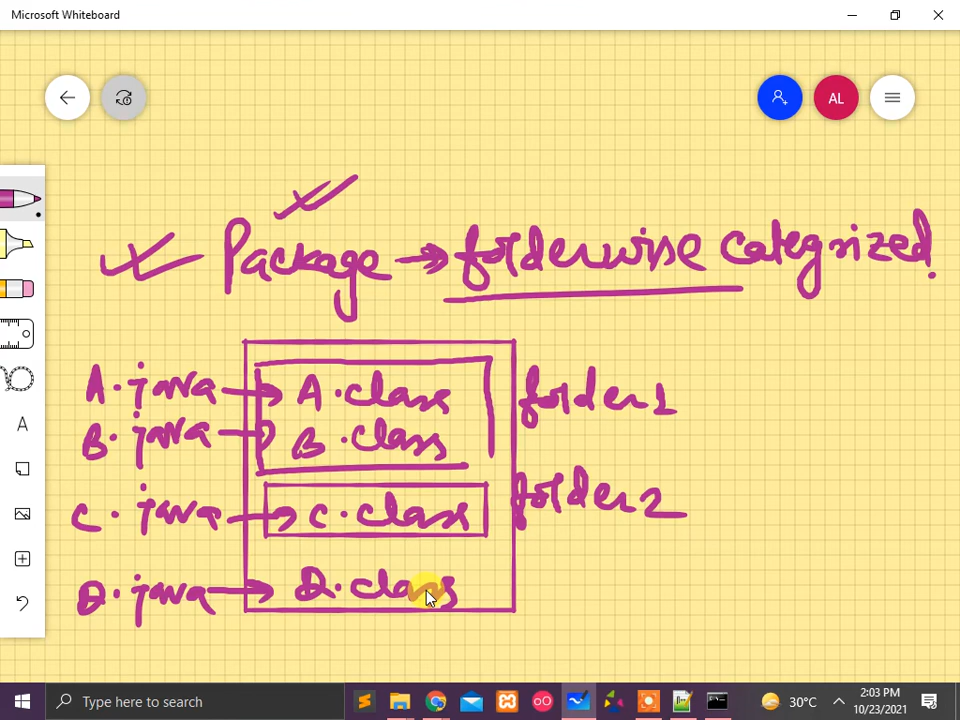 Microsoft Whiteboard
AL
Package → folderwise categrized.
A.java → A.class folder1
B.java → B.class
C.java → C.class folder2
D.java → D.class
A
Type here to search
30°C
2:03 PM
10/23/2021